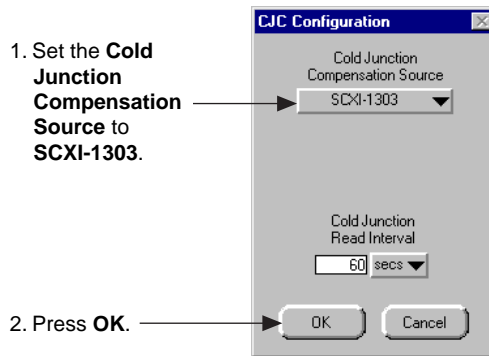 CJC Configuration
1. Set the Cold
Junction
Compensation
Source to
SCXI-1303.
Cold Junction
Compensation Source
SCXI-1303
Cold Junction
Read Interval
60 secs
2. Press OK.
OK Cancel